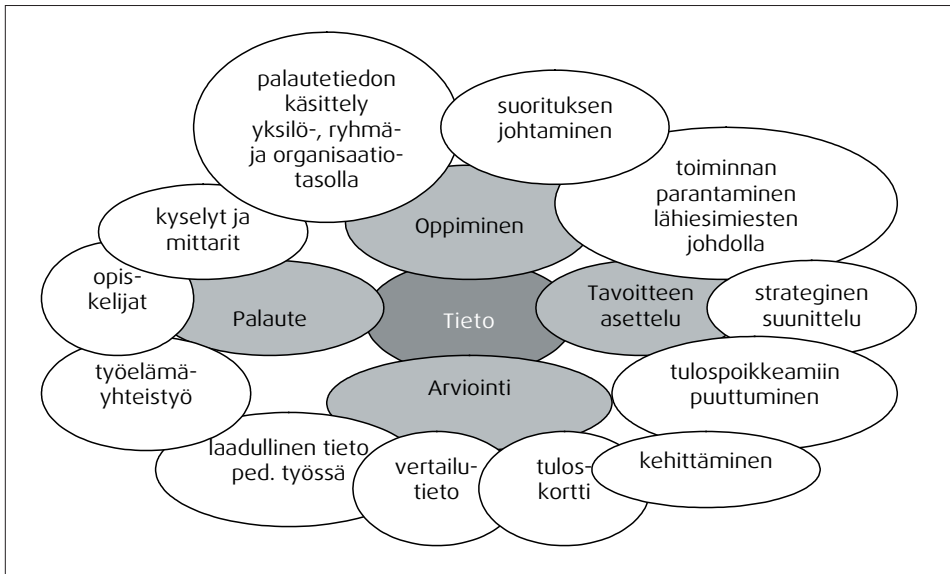 palautetiedon
käsittely
yksilö-, ryhmä-
ja organisaatio-
tasolla
suorituksen
johtaminen
toiminnan
parantaminen
lähiesimiesten
johdolla
kyselyt ja
mittarit
Oppiminen
opis-
kelijat
Palaute
Tieto
Tavoitteen
asettelu
strateginen
suunnittelu
työelämä-
yhteistyö
Arviointi
tulospoikkeamiin
puuttuminen
laadullinen tieto
ped. työssä
vertailu-
tieto
tulos-
kortti
kehittäminen